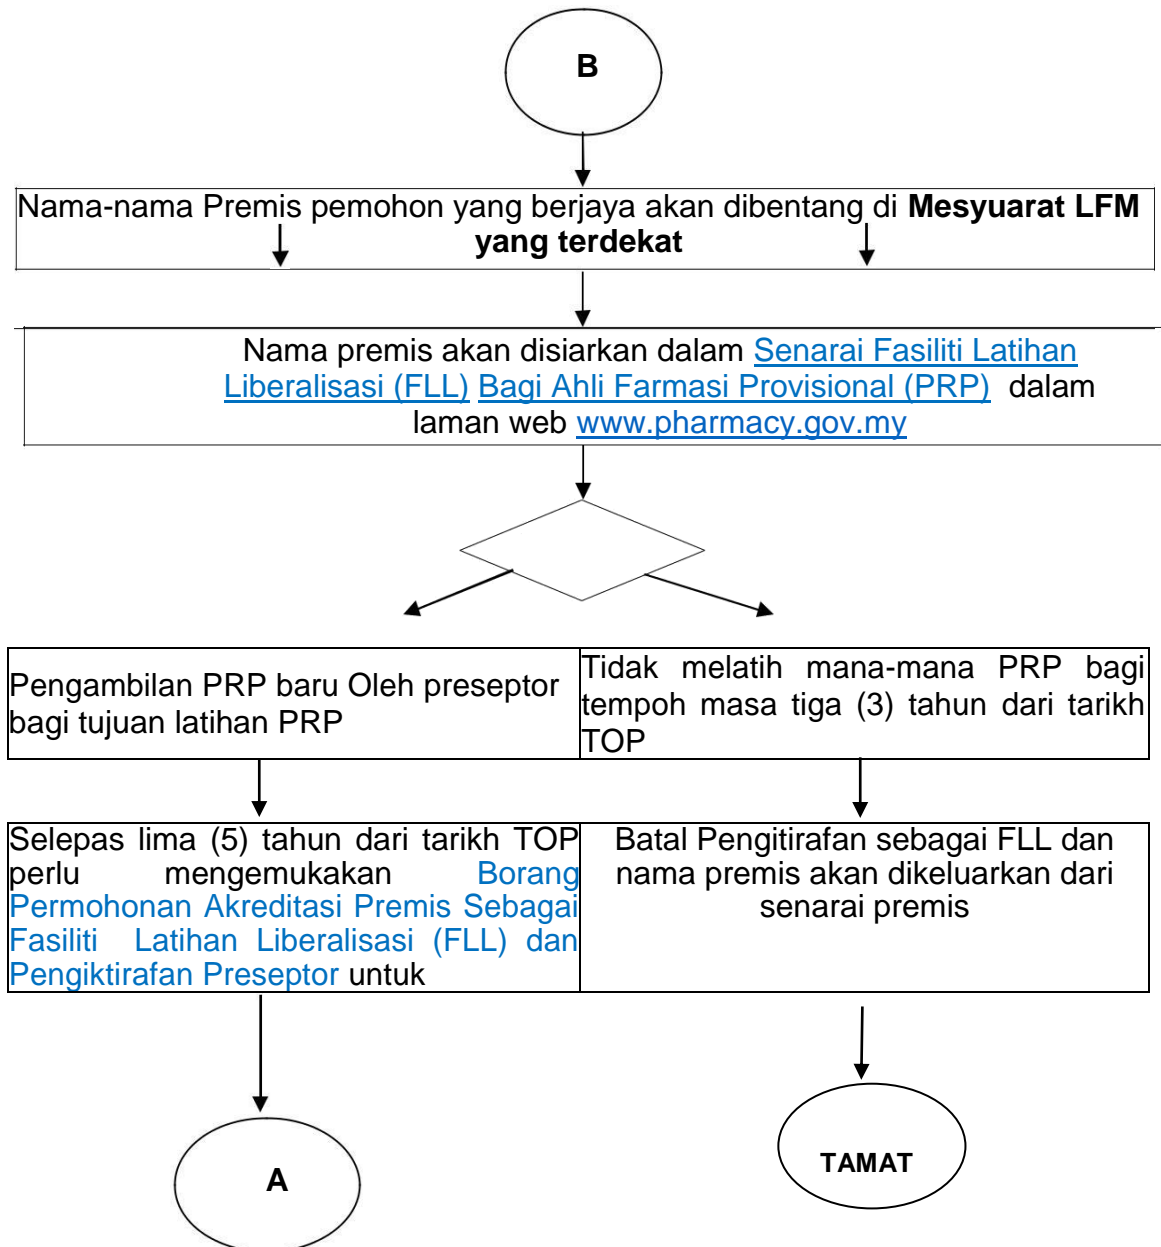 B
Nama-nama Premis pemohon yang berjaya akan dibentang di Mesyuarat LFM
yang terdekat
Nama premis akan disiarkan dalam Senarai Fasiliti Latihan
Liberalisasi (FLL) Bagi Ahli Farmasi Provisional (PRP) dalam
laman web www.pharmacy.gov.my
Pengambilan PRP baru Oleh preseptor
bagi tujuan latihan PRP
Tidak melatih mana-mana PRP bagi
tempoh masa tiga (3) tahun dari tarikh
TOP
Selepas lima (5) tahun dari tarikh TOP
perlu mengemukakan Borang
Permohonan Akreditasi Premis Sebagai
Fasiliti Latihan Liberalisasi (FLL) dan
Pengiktirafan Preseptor untuk
Batal Pengitirafan sebagai FLL dan
nama premis akan dikeluarkan dari
senarai premis
A
TAMAT